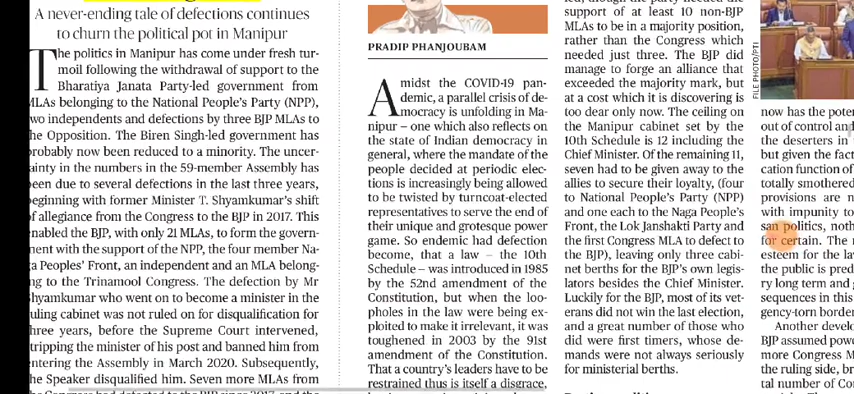 A never-ending tale of defections continues
to churn the political pot in Manipur
The politics in Manipur has come under fresh tur-
moil following the withdrawal of support to the
Bharatiya Janata Party-led government from
MLAs belonging to the National People's Party (NPP),
two independents and defections by three BJP MLAs to
he Opposition. The Biren Singh-led government has
probably now been reduced to a minority. The uncer-
ainty in the numbers in the 59-member Assembly has
been due to several defections in the last three years,
beginning with former Minister T. Shyamkumar's shift
of allegiance from the Congress to the BJP in 2017. This
enabled the BJP, with only 21 MLAs, to form the govern-
ment with the support of the NPP, the four member Na-
ga Peoples' Front, an independent and an MLA belong-
ng to the Trinamool Congress. The defection by Mr
Shyamkumar who went on to become a minister in the
ruling cabinet was not ruled on for disqualification for
hree years, before the Supreme Court intervened,
tripping the minister of his post and banned him from
entering the Assembly in March 2020. Subsequently,
he Speaker disqualified him. Seven more MLAs from
he Congress had defected to the BJP since 2017, and the
PRADIP PHANJOUBAM
Amidst the COVID-19 pan-
demic, a parallel crisis of de-
mocracy is unfolding in Ma-
nipur – one which also reflects on
the state of Indian democracy in
general, where the mandate of the
people decided at periodic elec-
tions is increasingly being allowed
to be twisted by turncoat-elected
representatives to serve the end of
their unique and grotesque power
game. So endemic had defection
become, that a law – the 10th
Schedule – was introduced in 1985
by the 52nd amendment of the
Constitution, but when the loo-
pholes in the law were being ex-
ploited to make it irrelevant, it was
toughened in 2003 by the 91st
amendment of the Constitution.
That a country's leaders have to be
restrained thus is itself a disgrace,
support of at least 10 non-BJP
MLAs to be in a majority position,
rather than the Congress which
needed just three. The BJP did
manage to forge an alliance that
exceeded the majority mark, but
at a cost which it is discovering is
too dear only now. The ceiling on
the Manipur cabinet set by the
10th Schedule is 12 including the
Chief Minister. Of the remaining 11,
seven had to be given away to the
allies to secure their loyalty, (four
to National People's Party (NPP)
and one each to the Naga People's
Front, the Lok Janshakti Party and
the first Congress MLA to defect to
the BJP), leaving only three cabi-
net berths for the BJP's own legis-
lators besides the Chief Minister.
Luckily for the BJP, most of its vet-
erans did not win the last election,
and a great number of those who
did were first timers, whose de-
mands were not always seriously
for ministerial berths.
FILE PHOTO/PTI
now has the poten
out of control an
the deserters in
but given the fact
cation function of
totally smothered
provisions are n
with impunity to
san politics, noth
for certain. The
esteem for the la
the public is pred
ry long term and
sequences in this
gency-torn border
Another develo
BJP assumed pow
more Congress M
the ruling side, br
tal number of Con